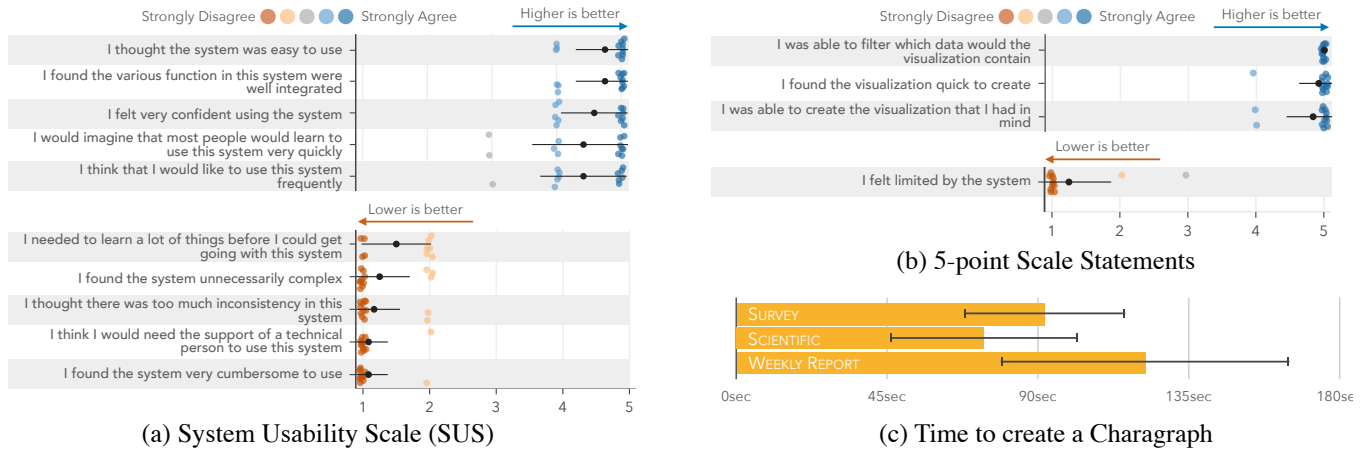 Strongly Disagree Strongly Agree
Higher is better
I thought the system was easy to use
I found the various function in this system were
well integrated
I felt very confident using the system
I would imagine that most people would learn to
use this system very quickly
I think that I would like to use this system
frequently
Lower is better
I needed to learn a lot of things before I could get
going with this system
I found the system unnecessarily complex
I thought there was too much inconsistency in this
system
I think I would need the support of a technical
person to use this system
I found the system very cumbersome to use
1 2 3 4 5
(a) System Usability Scale (SUS)
Strongly Disagree Strongly Agree
Higher is better
I was able to filter which data would the
visualization contain
I found the visualization quick to create
I was able to create the visualization that I had in
mind
Lower is better
I felt limited by the system
1 2 3 4 5
(b) 5-point Scale Statements
SURVEY
SCIENTIFIC
WEEKLY REPORT
0sec 45sec 90sec 135sec 180sec
(c) Time to create a Charagraph